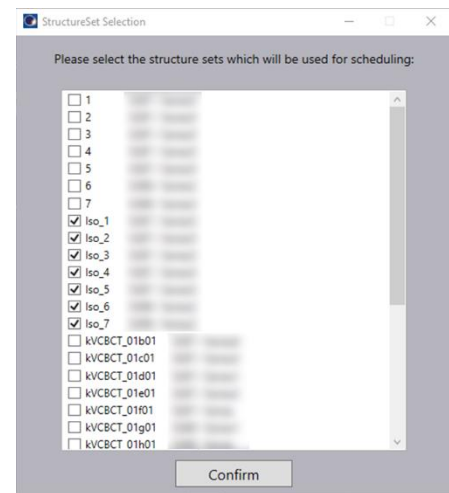 StructureSet Selection
Please select the structure sets which will be used for scheduling:
1
2
3
4
5
6
7
Iso_1
Iso_2
Iso_3
Iso_4
Iso_5
Iso_6
Iso_7
kVCBCT_01b01
kVCBCT_01c01
kVCBCT_01d01
kVCBCT_01e01
kVCBCT_01f01
kVCBCT_01g01
kVCBCT_01h01
Confirm